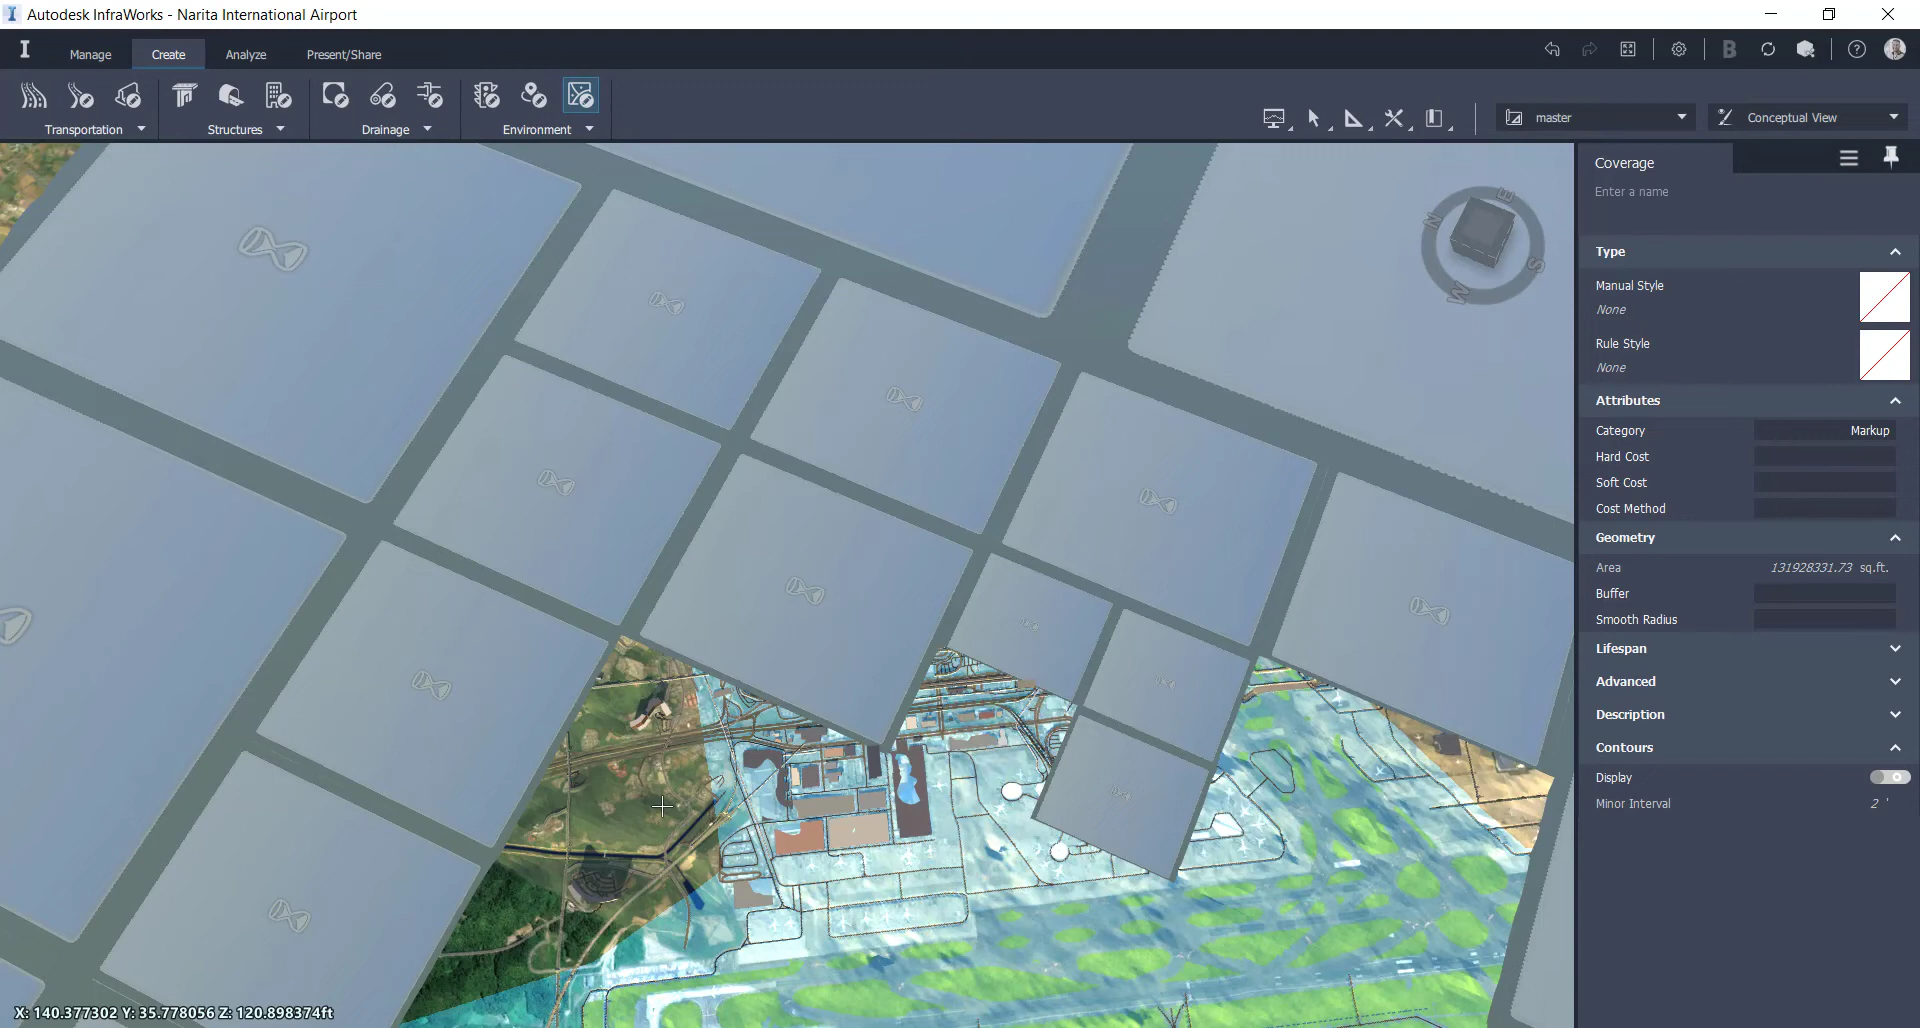 Autodesk InfraWorks - Narita International Airport
I
Manage
Create
Analyze
Present/Share
B
Transportation
Structures
Drainage
Environment
master
Conceptual View
N
E
S
W
Coverage
Enter a name
Type
Manual Style
None
Rule Style
None
Attributes
Category Markup
Hard Cost
Soft Cost
Cost Method
Geometry
Area 131928331.73 sq.ft.
Buffer
Smooth Radius
Lifespan
Advanced
Description
Contours
Display
Minor Interval 2 '
X: 140.377302 Y: 35.778056 Z: 120.898374ft